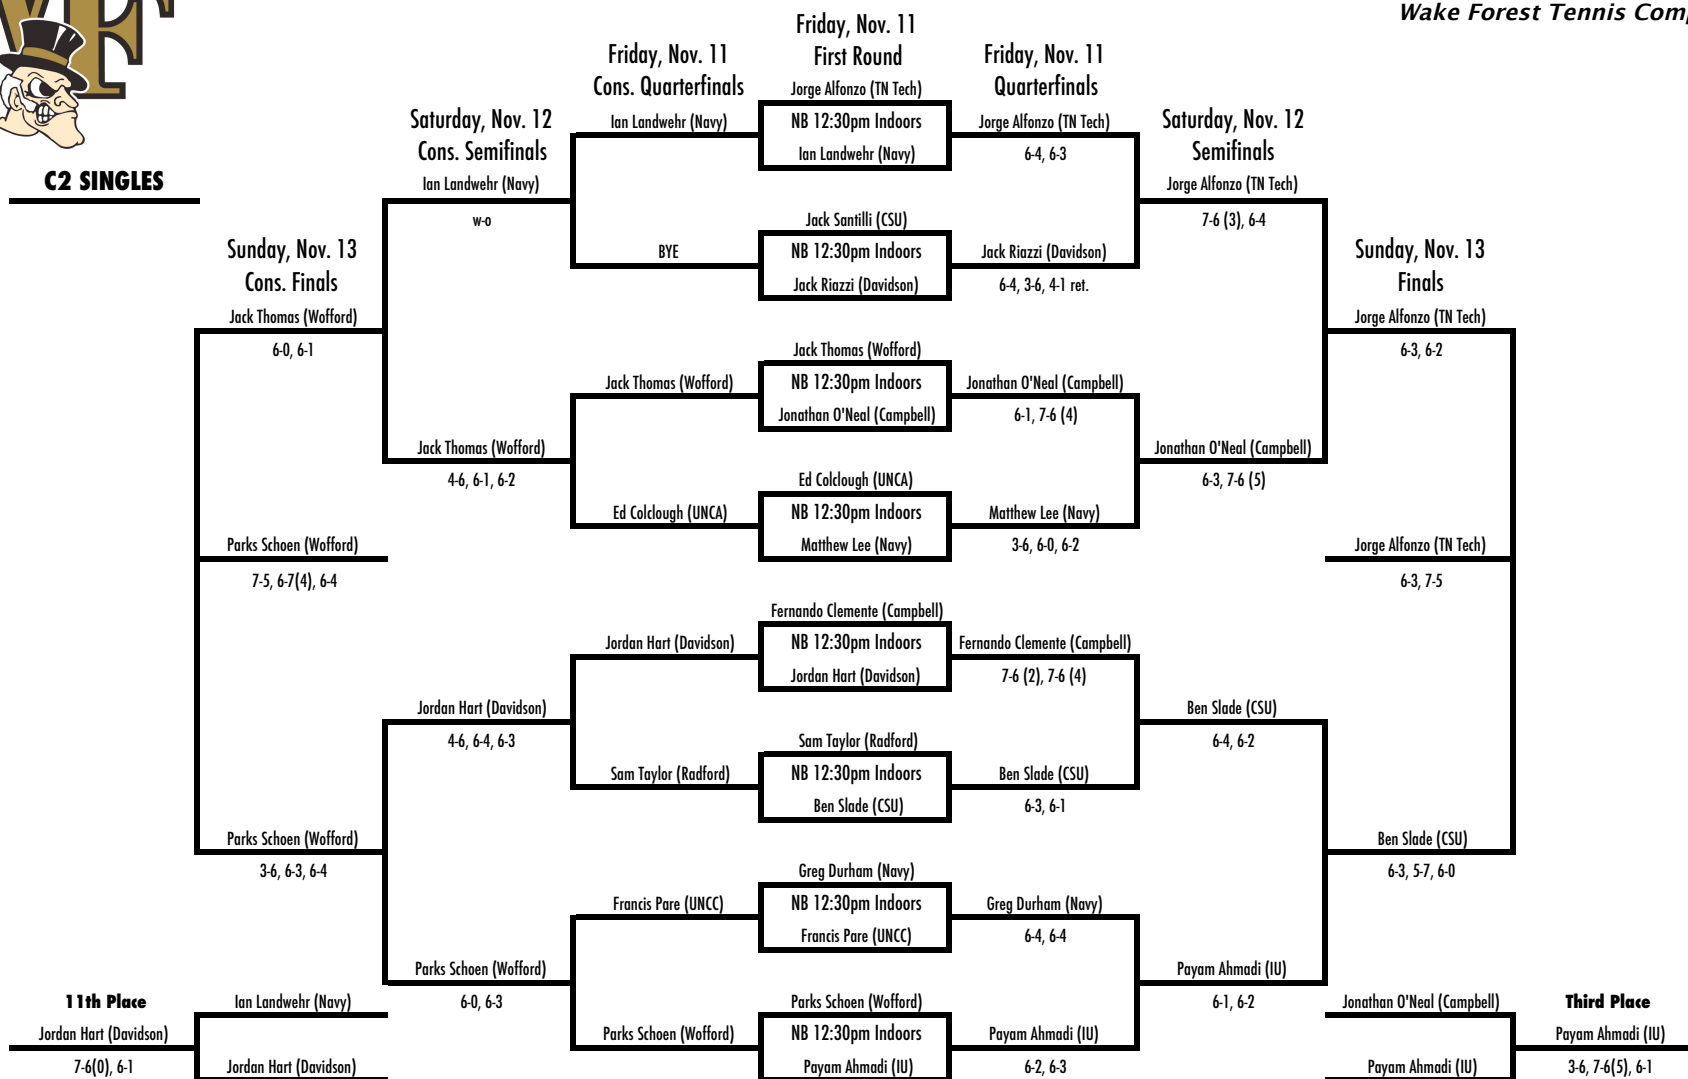 WF
Wake Forest Tennis Com
Friday, Nov. 11
First Round
Friday, Nov. 11
Cons. Quarterfinals
Friday, Nov. 11
Quarterfinals
Saturday, Nov. 12
Cons. Semifinals
Saturday, Nov. 12
Semifinals
C2 SINGLES
Sunday, Nov. 13
Cons. Finals
Sunday, Nov. 13
Finals
Jorge Alfonzo (TN Tech)
NB 12:30pm Indoors
Ian Landwehr (Navy)
Jack Santilli (CSU)
NB 12:30pm Indoors
Jack Riazzi (Davidson)
Jack Thomas (Wofford)
NB 12:30pm Indoors
Jonathan O'Neal (Campbell)
Ed Colclough (UNCA)
NB 12:30pm Indoors
Matthew Lee (Navy)
Fernando Clemente (Campbell)
NB 12:30pm Indoors
Jordan Hart (Davidson)
Sam Taylor (Radford)
NB 12:30pm Indoors
Ben Slade (CSU)
Greg Durham (Navy)
NB 12:30pm Indoors
Francis Pare (UNCC)
Parks Schoen (Wofford)
NB 12:30pm Indoors
Payam Ahmadi (IU)
Ian Landwehr (Navy)
BYE
Jack Thomas (Wofford)
Ed Colclough (UNCA)
Jordan Hart (Davidson)
Sam Taylor (Radford)
Francis Pare (UNCC)
Parks Schoen (Wofford)
Ian Landwehr (Navy)
w-o
Jack Thomas (Wofford)
4-6, 6-1, 6-2
Jordan Hart (Davidson)
4-6, 6-4, 6-3
Parks Schoen (Wofford)
6-0, 6-3
Jack Thomas (Wofford)
6-0, 6-1
Parks Schoen (Wofford)
7-5, 6-7(4), 6-4
Parks Schoen (Wofford)
3-6, 6-3, 6-4
11th Place
Jordan Hart (Davidson)
7-6(0), 6-1
Ian Landwehr (Navy)
Jordan Hart (Davidson)
Jorge Alfonzo (TN Tech)
6-4, 6-3
Jack Riazzi (Davidson)
6-4, 3-6, 4-1 ret.
Jonathan O'Neal (Campbell)
6-1, 7-6 (4)
Matthew Lee (Navy)
3-6, 6-0, 6-2
Fernando Clemente (Campbell)
7-6 (2), 7-6 (4)
Ben Slade (CSU)
6-3, 6-1
Greg Durham (Navy)
6-4, 6-4
Payam Ahmadi (IU)
6-2, 6-3
Jorge Alfonzo (TN Tech)
7-6 (3), 6-4
Jonathan O'Neal (Campbell)
6-3, 7-6 (5)
Ben Slade (CSU)
6-4, 6-2
Payam Ahmadi (IU)
6-1, 6-2
Jorge Alfonzo (TN Tech)
6-3, 6-2
Jorge Alfonzo (TN Tech)
6-3, 7-5
Ben Slade (CSU)
6-3, 5-7, 6-0
Jonathan O'Neal (Campbell)
Payam Ahmadi (IU)
Third Place
Payam Ahmadi (IU)
3-6, 7-6(5), 6-1